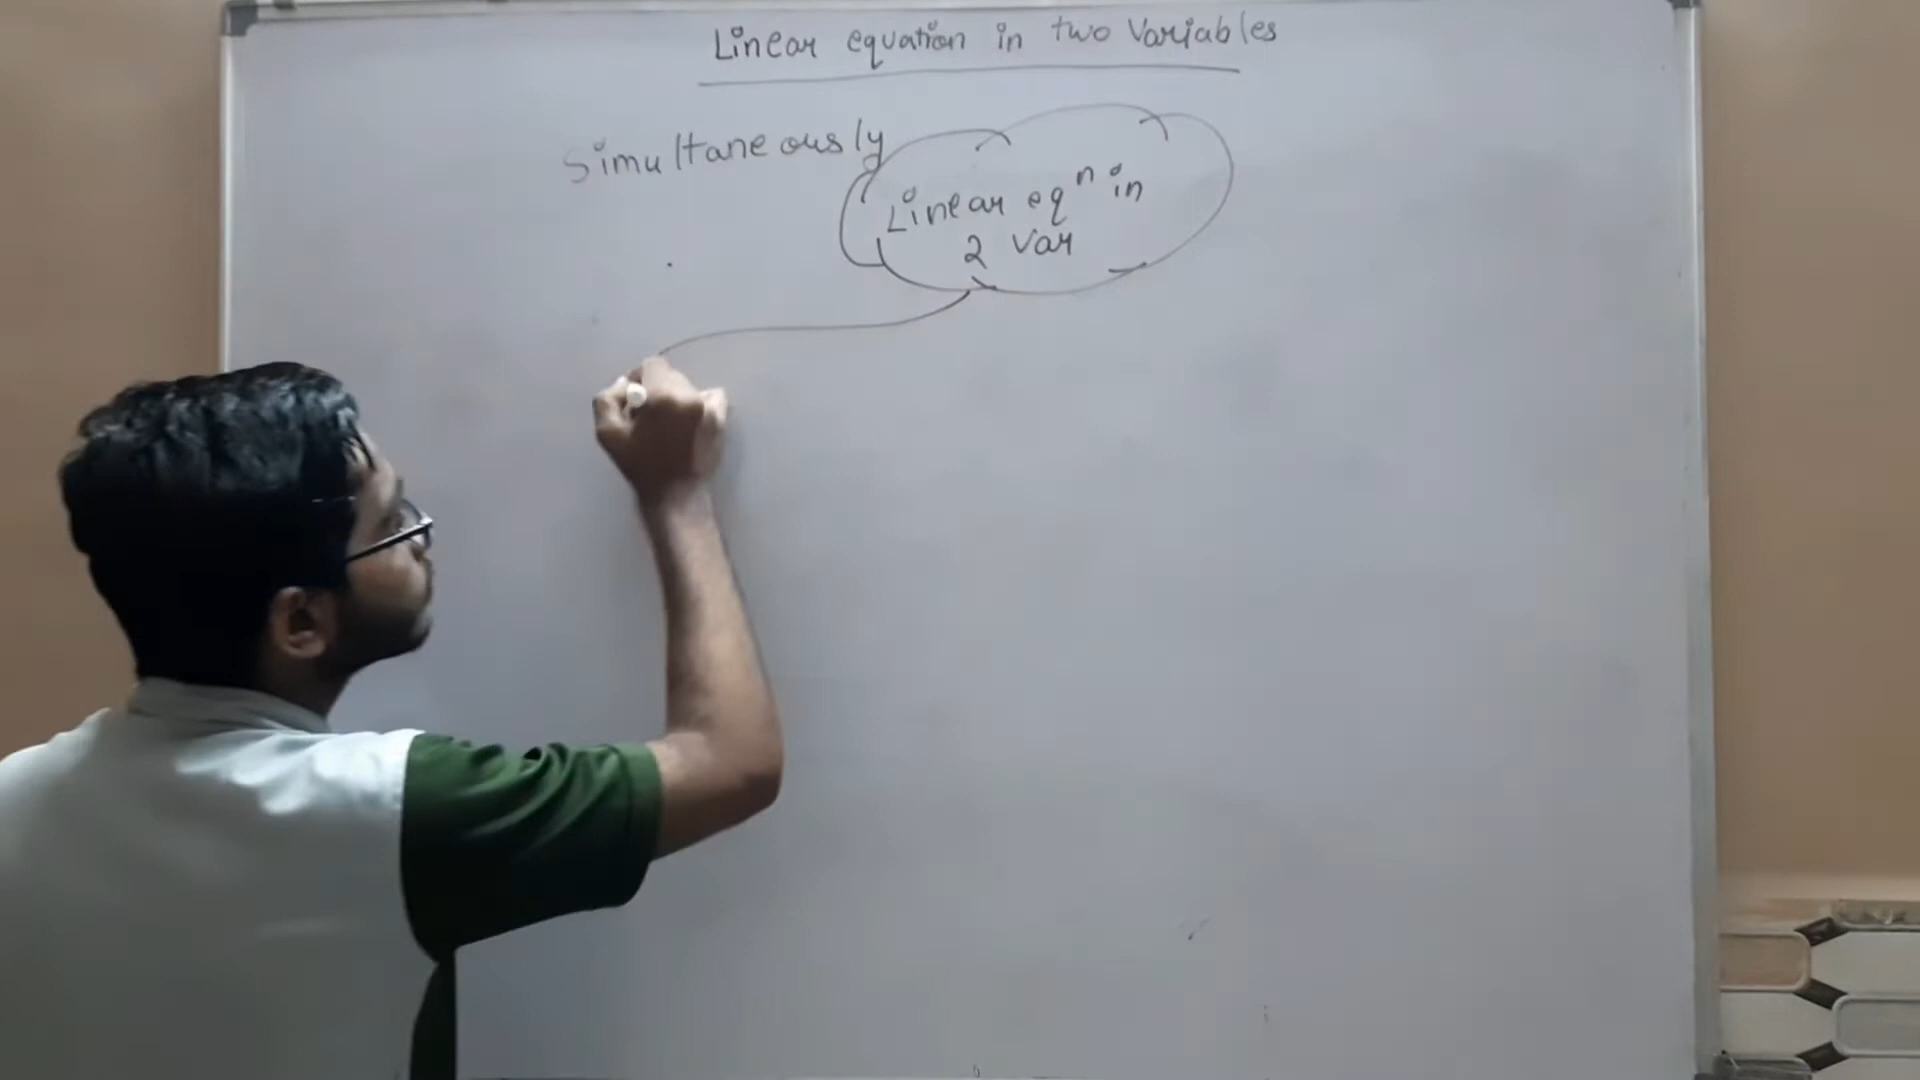 Linear equation in two Variables
Simultaneously
Linear eqⁿ in
2 var